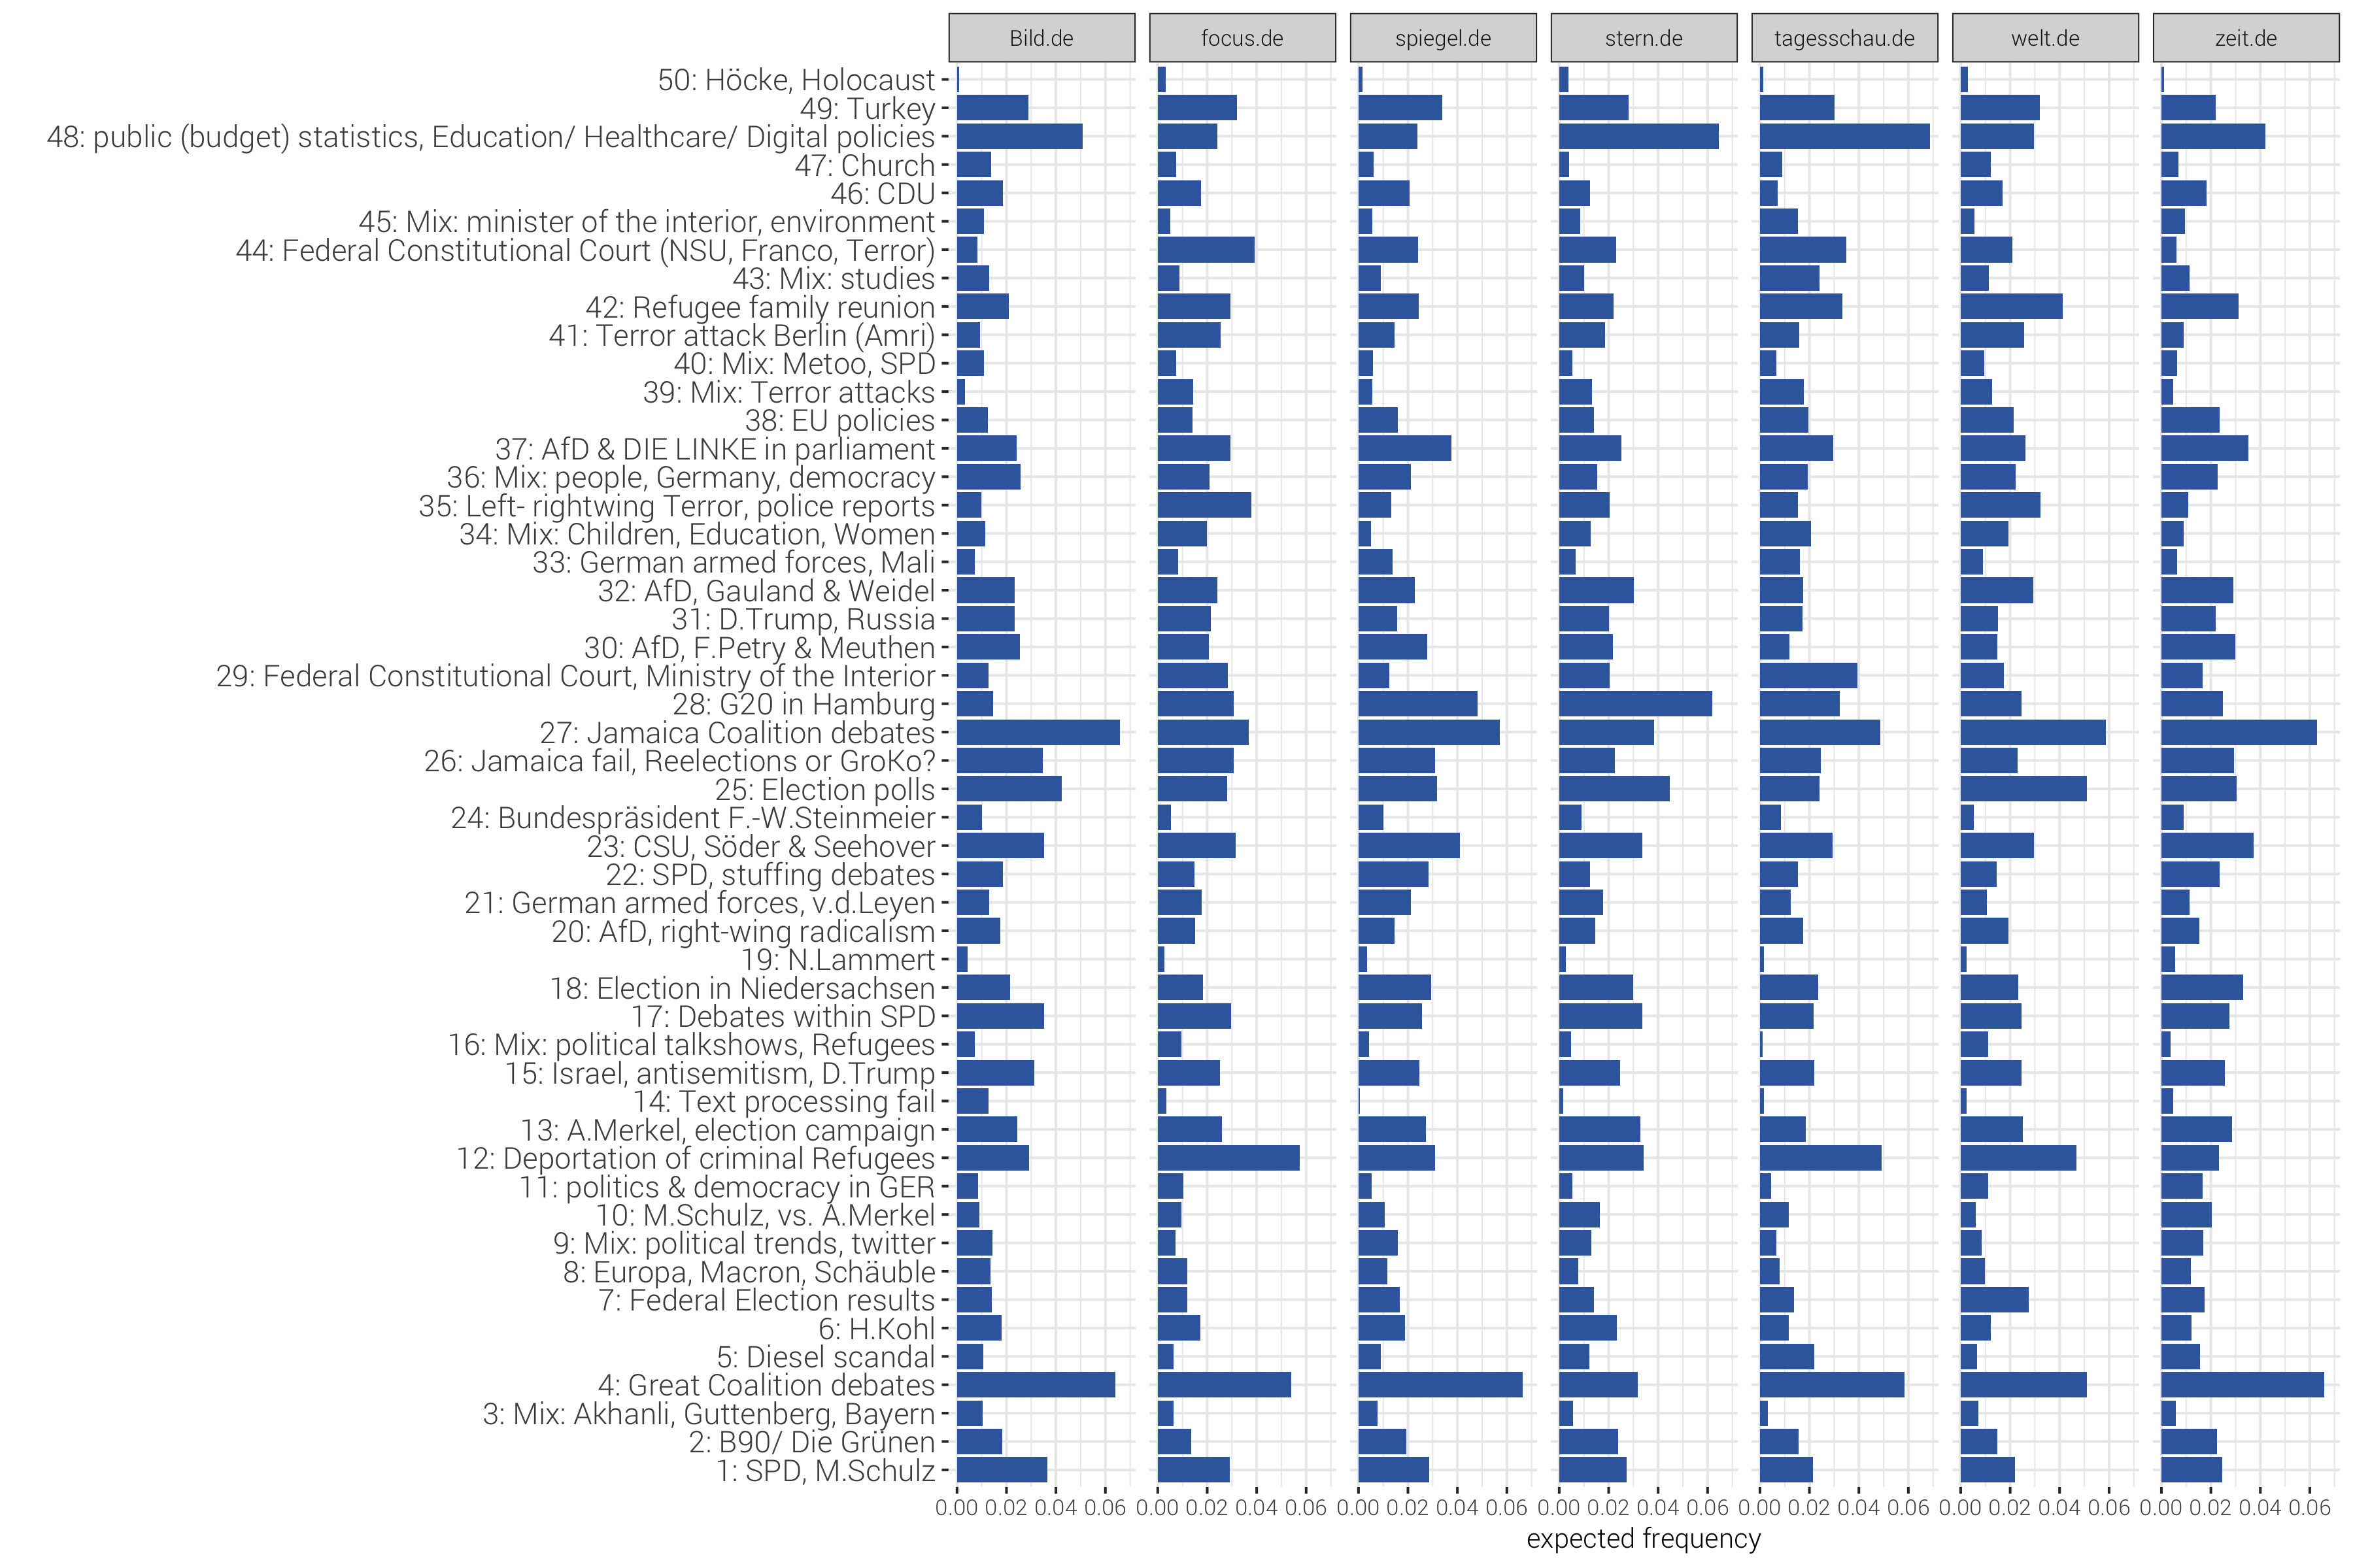 Bild.de focus.de spiegel.de stern.de tagesschau.de welt.de zeit.de
50: Höcke, Holocaust
49: Turkey
48: public (budget) statistics, Education/ Healthcare/ Digital policies
47: Church
46: CDU
45: Mix: minister of the interior, environment
44: Federal Constitutional Court (NSU, Franco, Terror)
43: Mix: studies
42: Refugee family reunion
41: Terror attack Berlin (Amri)
40: Mix: Metoo, SPD
39: Mix: Terror attacks
38: EU policies
37: AfD & DIE LINKE in parliament
36: Mix: people, Germany, democracy
35: Left- rightwing Terror, police reports
34: Mix: Children, Education, Women
33: German armed forces, Mali
32: AfD, Gauland & Weidel
31: D.Trump, Russia
30: AfD, F.Petry & Meuthen
29: Federal Constitutional Court, Ministry of the Interior
28: G20 in Hamburg
27: Jamaica Coalition debates
26: Jamaica fail, Reelections or GroKo?
25: Election polls
24: Bundespräsident F.-W.Steinmeier
23: CSU, Söder & Seehover
22: SPD, stuffing debates
21: German armed forces, v.d.Leyen
20: AfD, right-wing radicalism
19: N.Lammert
18: Election in Niedersachsen
17: Debates within SPD
16: Mix: political talkshows, Refugees
15: Israel, antisemitism, D.Trump
14: Text processing fail
13: A.Merkel, election campaign
12: Deportation of criminal Refugees
11: politics & democracy in GER
10: M.Schulz, vs. A.Merkel
9: Mix: political trends, twitter
8: Europa, Macron, Schäuble
7: Federal Election results
6: H.Kohl
5: Diesel scandal
4: Great Coalition debates
3: Mix: Akhanli, Guttenberg, Bayern
2: B90/ Die Grünen
1: SPD, M.Schulz
0.00 0.02 0.04 0.06 0.00 0.02 0.04 0.06 0.00 0.02 0.04 0.06 0.00 0.02 0.04 0.06 0.00 0.02 0.04 0.06 0.00 0.02 0.04 0.06 0.00 0.02 0.04 0.06
expected frequency